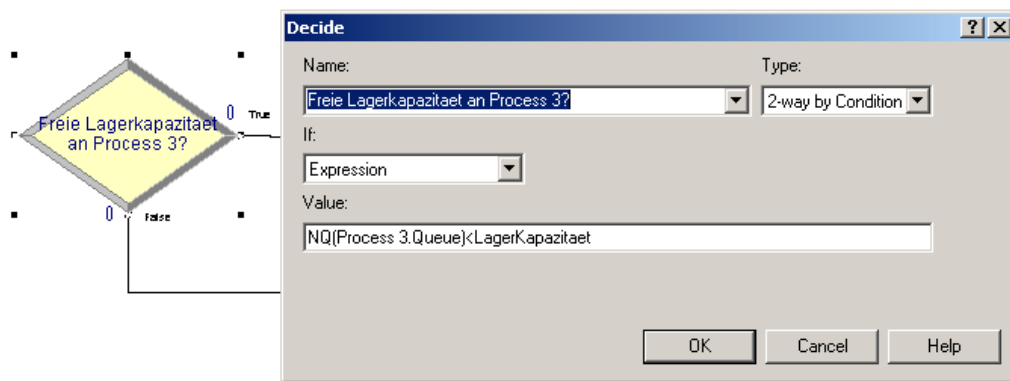 Decide
Name:
Type:
Freie Lagerkapazitaet an Process 3?
2-way by Condition
If:
Expression
Value:
NQ(Process 3.Queue)<LagerKapazitaet
OK
Cancel
Help
Freie Lagerkapazitaet
an Process 3?
0
True
0
False